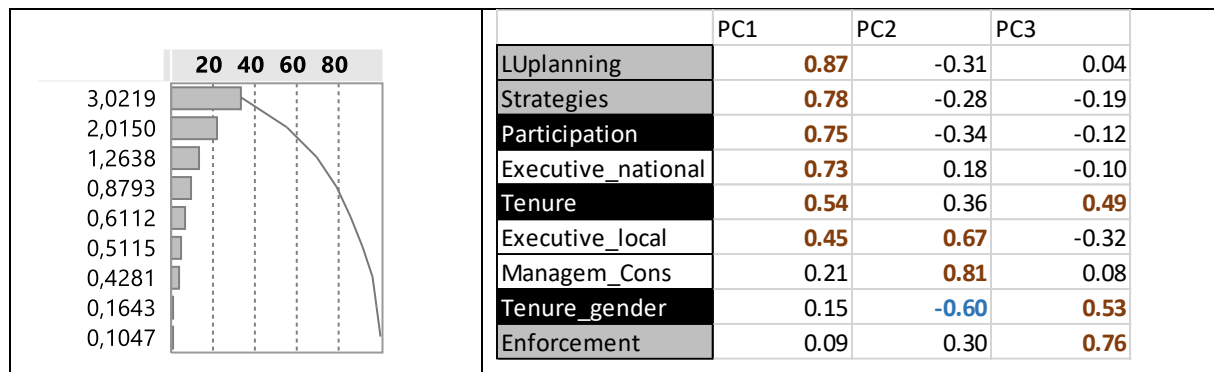 20 40 60 80
3,0219
2,0150
1,2638
0,8793
0,6112
0,5115
0,4281
0,1643
0,1047
PC1 PC2 PC3
LUplanning 0.87 -0.31 0.04
Strategies 0.78 -0.28 -0.19
Participation 0.75 -0.34 -0.12
Executive_national 0.73 0.18 -0.10
Tenure 0.54 0.36 0.49
Executive_local 0.45 0.67 -0.32
Managem_Cons 0.21 0.81 0.08
Tenure_gender 0.15 -0.60 0.53
Enforcement 0.09 0.30 0.76